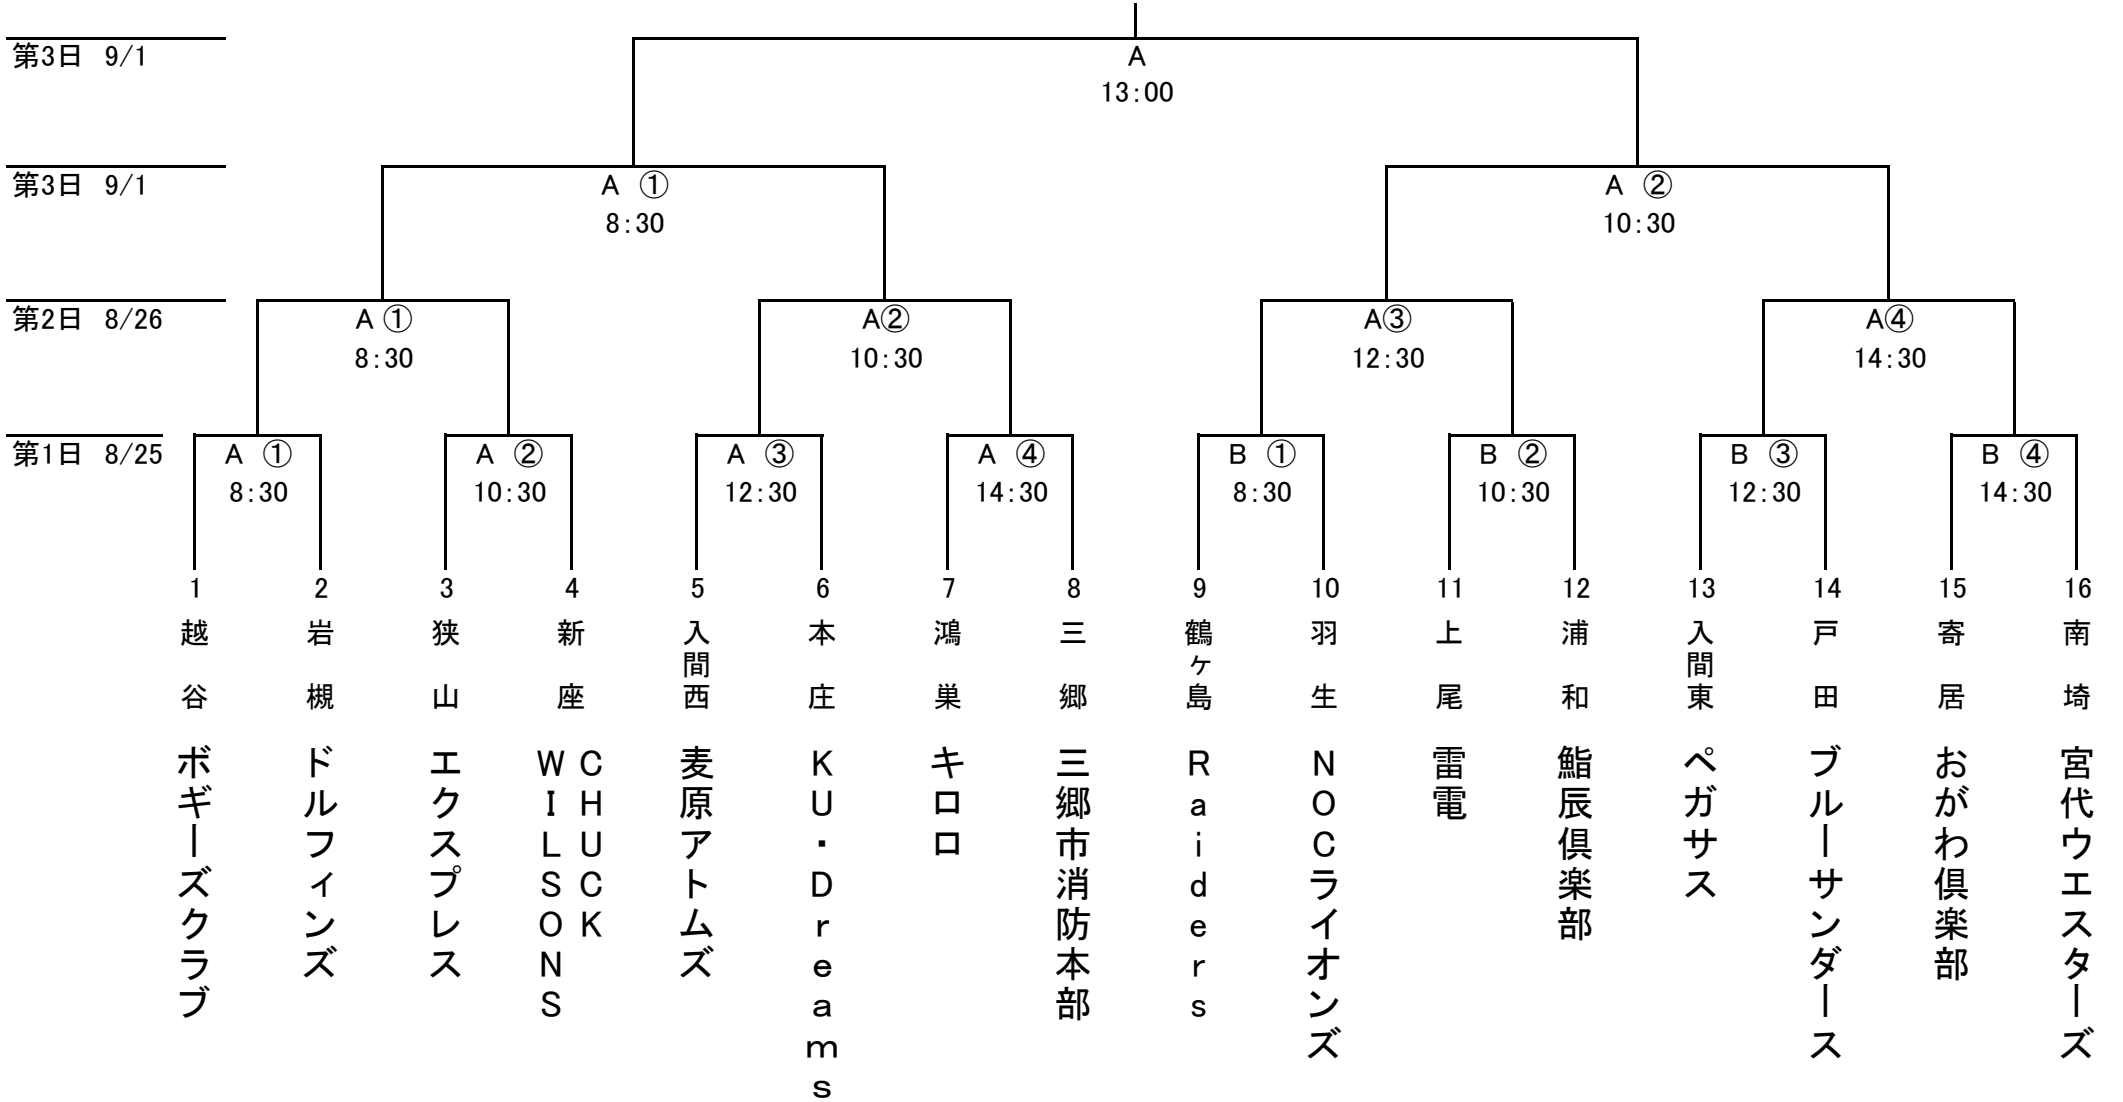 第3日 9/1
A
13:00
第3日 9/1
A ①
8:30
A ②
10:30
第2日 8/26
A ①
8:30
A②
10:30
A③
12:30
A④
14:30
第1日 8/25
A ①
8:30
A ②
10:30
A ③
12:30
A ④
14:30
B ①
8:30
B ②
10:30
B ③
12:30
B ④
14:30
1
越谷
ボギーズクラブ
2
岩槻
ドルフィンズ
3
狭山
エクスプレス
4
新座
CHUCK
WILSONS
5
入間西
麦原アトムズ
6
本庄
KU・Dreams
7
鴻巣
キロロ
8
三郷
三郷市消防本部
9
鶴ヶ島
Raiders
10
羽生
NOCライオンズ
11
上尾
雷電
12
浦和
鮨辰倶楽部
13
入間東
ペガサス
14
戸田
ブルーサンダース
15
寄居
おがわ倶楽部
16
南埼
宮代ウエスターズ